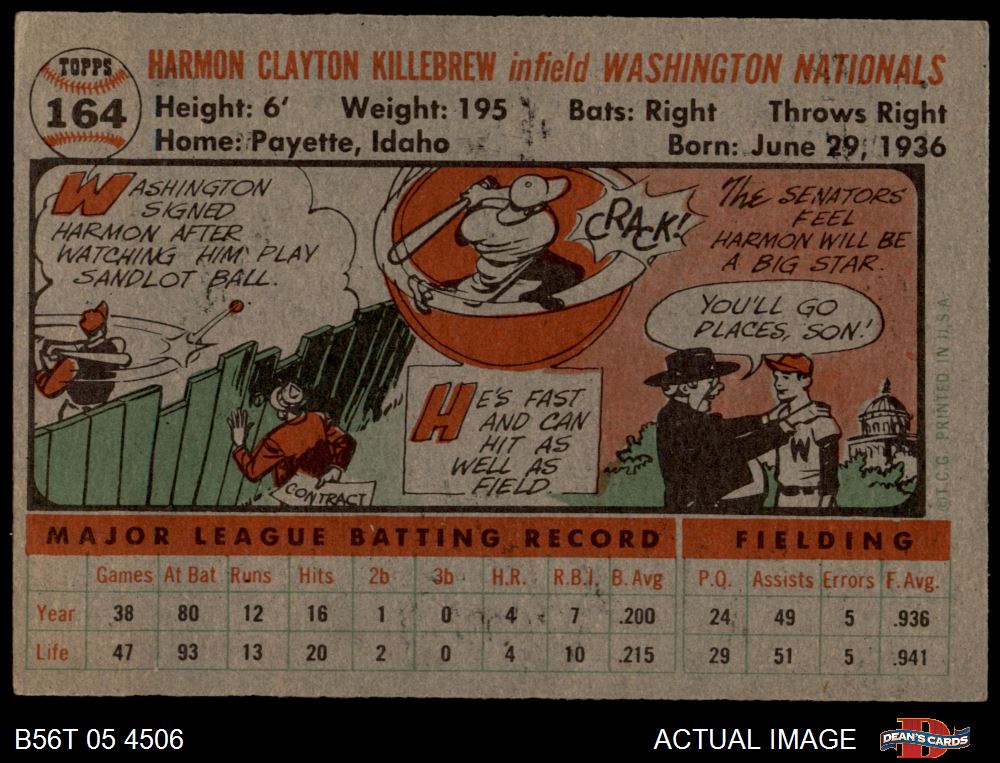 TOPPS
164
HARMON CLAYTON KILLEBREW infield WASHINGTON NATIONALS
Height: 6' Weight: 195 Bats: Right Throws Right
Home: Payette, Idaho Born: June 29, 1936
WASHINGTON
SIGNED
HARMON AFTER
WATCHING HIM PLAY
SANDLOT BALL.
CONTRACT
CRACK!
HE'S FAST
AND CAN
HIT AS
WELL AS
FIELD
The SENATORS
FEEL
HARMON WILL BE
A BIG STAR.
YOU'LL GO
PLACES, SON!
W
©T.C.G. PRINTED IN U.S.A.
MAJOR LEAGUE BATTING RECORD FIELDING
Games At Bat Runs Hits 2b 3b H.R. R.B.I. B. Avg P.O. Assists Errors F. Avg.
Year 38 80 12 16 1 0 4 7 .200 24 49 5 .936
Life 47 93 13 20 2 0 4 10 .215 29 51 5 .941
B56T 05 4506 ACTUAL IMAGE DEAN'S CARDS